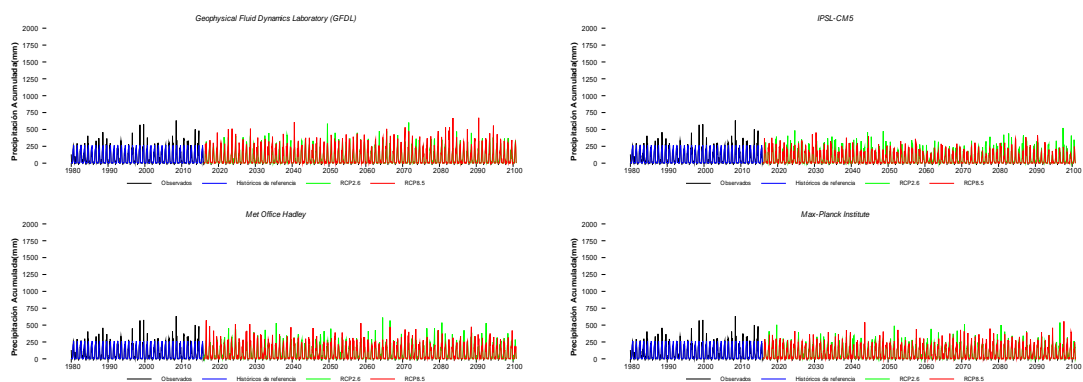 Geophysical Fluid Dynamics Laboratory (GFDL)
Precipitación Acumulada(mm)
2000
1750
1500
1250
1000
750
500
250
0
1980 1990 2000 2010 2020 2030 2040 2050 2060 2070 2080 2090 2100
Observados Históricos de referencia RCP2.6 RCP8.5
IPSL-CM5
Precipitación Acumulada(mm)
2000
1750
1500
1250
1000
750
500
250
0
1980 1990 2000 2010 2020 2030 2040 2050 2060 2070 2080 2090 2100
Observados Históricos de referencia RCP2.6 RCP8.5
Met Office Hadley
Precipitación Acumulada(mm)
2000
1750
1500
1250
1000
750
500
250
0
1980 1990 2000 2010 2020 2030 2040 2050 2060 2070 2080 2090 2100
Observados Históricos de referencia RCP2.6 RCP8.5
Max-Planck Institute
Precipitación Acumulada(mm)
2000
1750
1500
1250
1000
750
500
250
0
1980 1990 2000 2010 2020 2030 2040 2050 2060 2070 2080 2090 2100
Observados Históricos de referencia RCP2.6 RCP8.5